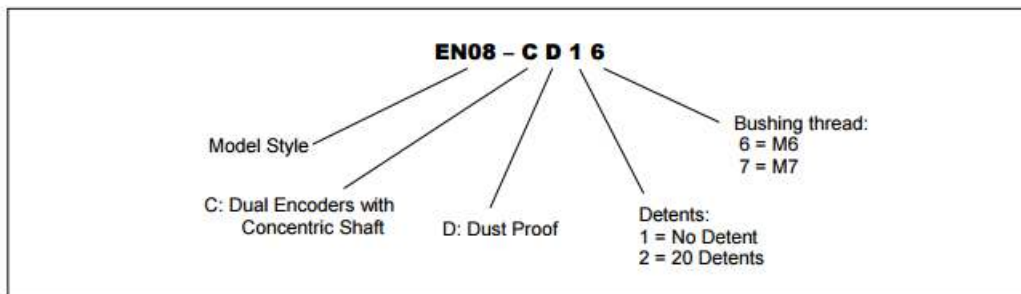 EN08 – C D 1 6
Model Style
C: Dual Encoders with
Concentric Shaft
D: Dust Proof
Detents:
1 = No Detent
2 = 20 Detents
Bushing thread:
6 = M6
7 = M7